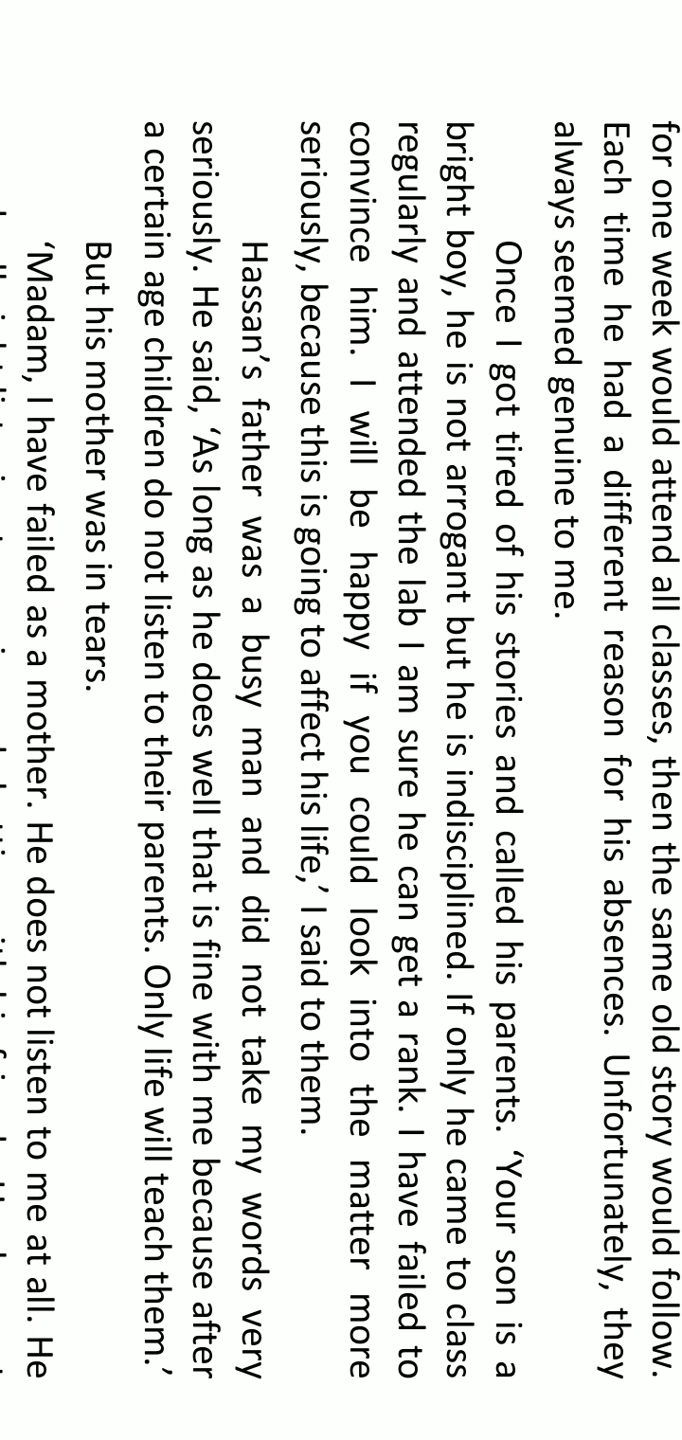 for one week would attend all classes, then the same old story would follow.
Each time he had a different reason for his absences. Unfortunately, they
always seemed genuine to me.
Once I got tired of his stories and called his parents. ‘Your son is a
bright boy, he is not arrogant but he is indisciplined. If only he came to class
regularly and attended the lab I am sure he can get a rank. I have failed to
convince him. I will be happy if you could look into the matter more
seriously, because this is going to affect his life,’ I said to them.
Hassan’s father was a busy man and did not take my words very
seriously. He said, ‘As long as he does well that is fine with me because after
a certain age children do not listen to their parents. Only life will teach them.’
But his mother was in tears.
‘Madam, I have failed as a mother. He does not listen to me at all. He